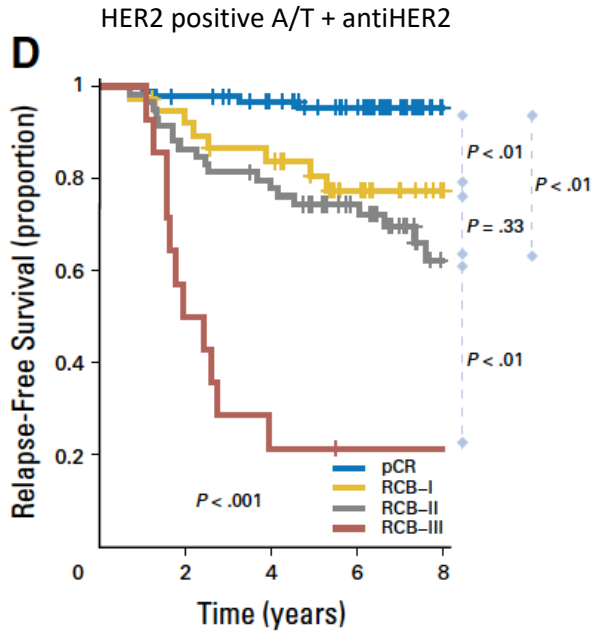 HER2 positive A/T + antiHER2
D
Relapse-Free Survival (proportion)
1
0.8
0.6
0.4
0.2
0
2
4
6
8
Time (years)
P < .01
P < .01
P = .33
P < .01
P < .001
pCR
RCB–I
RCB–II
RCB–III